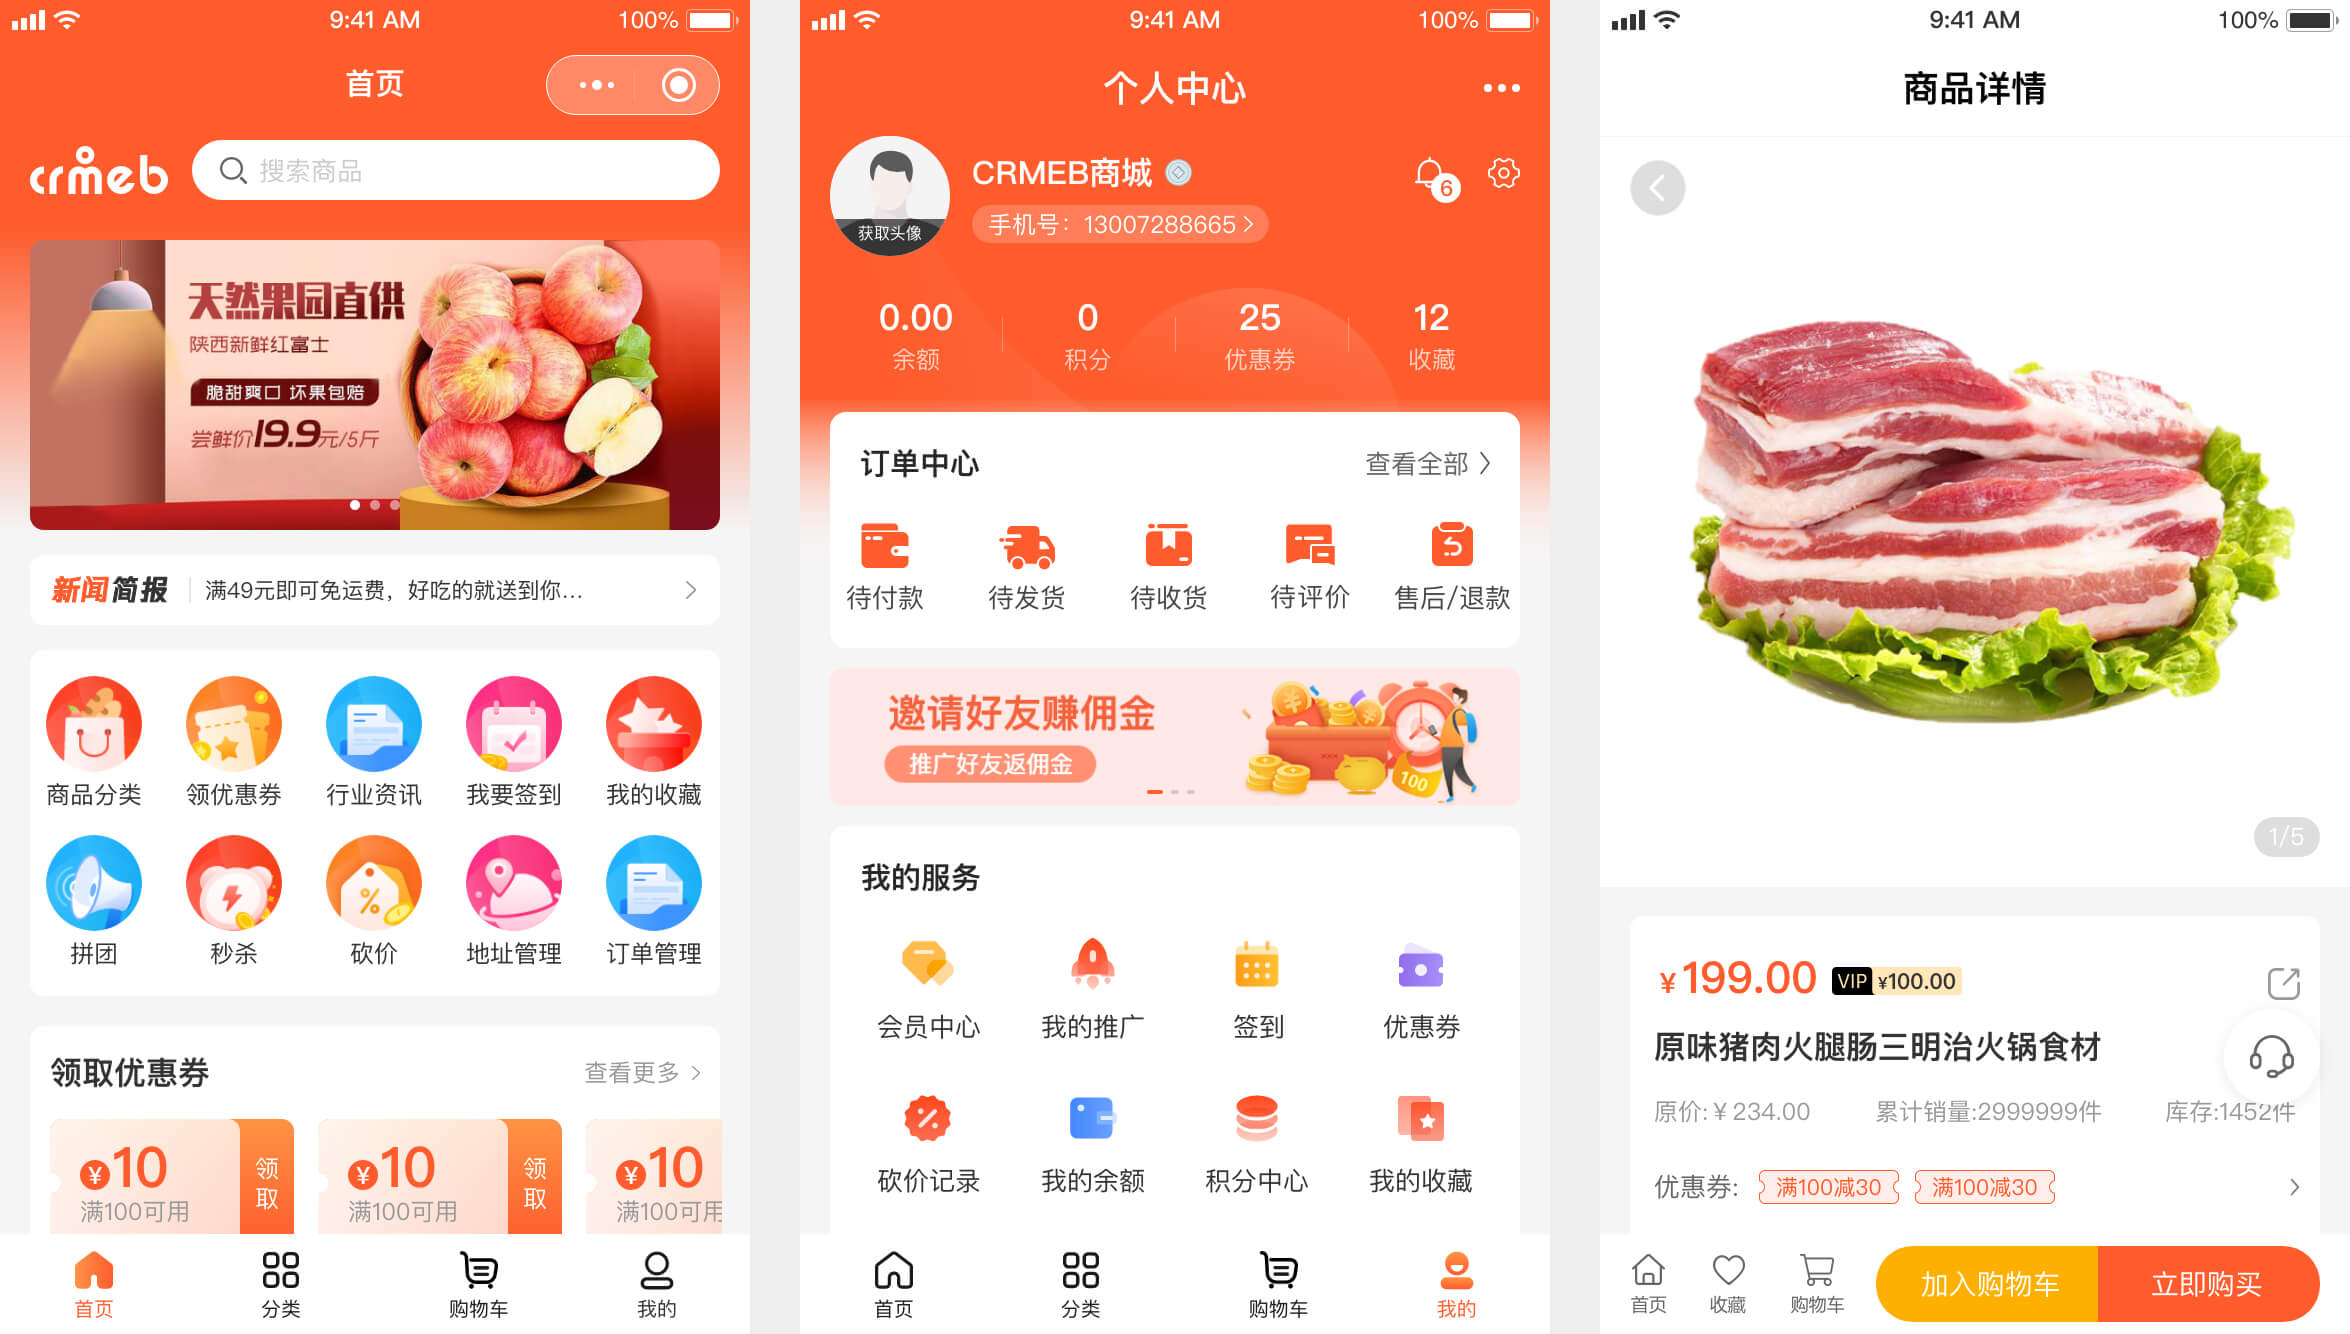 9:41 AM
100%
首页
crmeb
搜索商品
天然果园直供
陕西新鲜红富士
脆甜爽口 坏果包赔
尝鲜价19.9元/5斤
新闻简报
满49元即可免运费，好吃的就送到你...
商品分类
领优惠券
行业资讯
我要签到
我的收藏
拼团
秒杀
砍价
地址管理
订单管理
领取优惠券
查看更多
¥10
满100可用
领取
¥10
满100可用
领取
¥10
满100可用
首页
分类
购物车
我的
9:41 AM
100%
个人中心
获取头像
CRMEB商城
手机号：13007288665
6
0.00
余额
0
积分
25
优惠券
12
收藏
订单中心
查看全部
待付款
待发货
待收货
待评价
售后/退款
邀请好友赚佣金
推广好友返佣金
100
我的服务
会员中心
我的推广
签到
优惠券
砍价记录
我的余额
积分中心
我的收藏
首页
分类
购物车
我的
9:41 AM
100%
商品详情
1/5
¥199.00
VIP ¥100.00
原味猪肉火腿肠三明治火锅食材
原价:¥234.00
累计销量:2999999件
库存:1452件
优惠券:
满100减30
满100减30
首页
收藏
购物车
加入购物车
立即购买